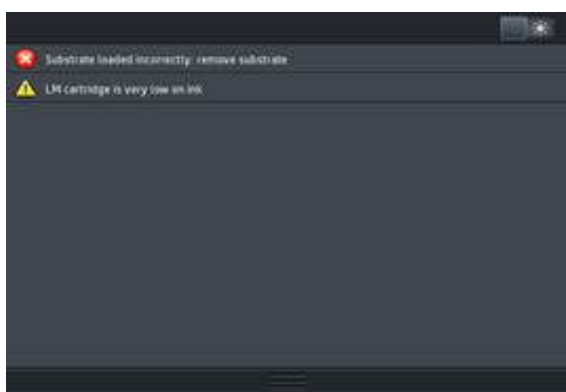 Substrate loaded incorrectly: remove substrate
LM cartridge is very low on ink